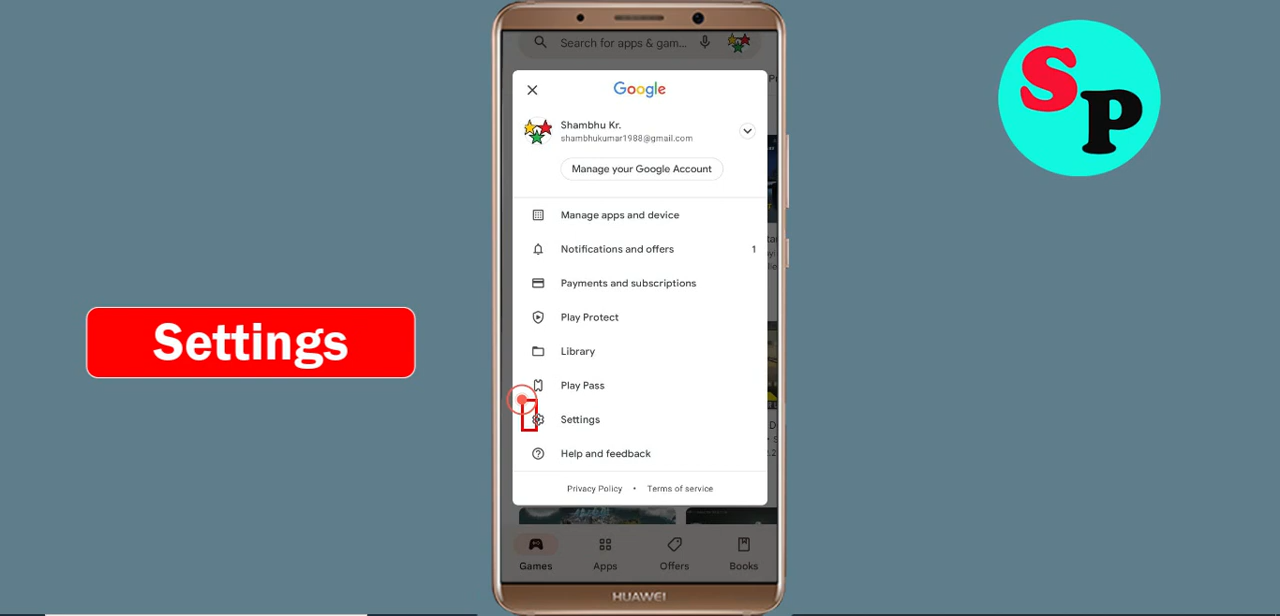 Search for apps & gam...
Google
Shambhu Kr.
shambhukumar1988@gmail.com
Manage your Google Account
Manage apps and device
Notifications and offers 1
Payments and subscriptions
Play Protect
Library
Play Pass
Settings
Help and feedback
Privacy Policy • Terms of service
Games Apps Offers Books
HUAWEI
Settings
SP